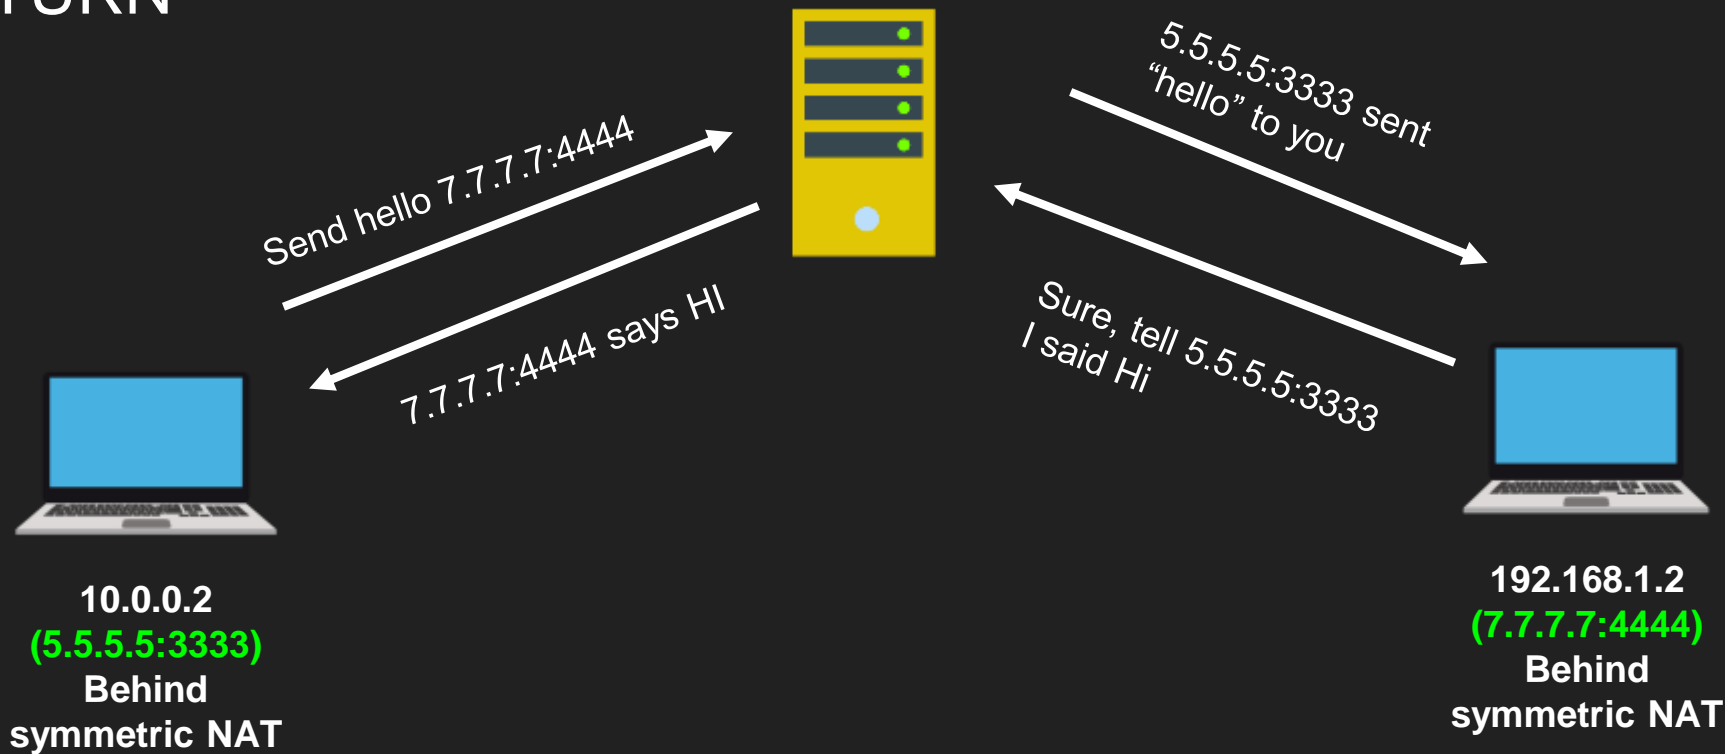 TURN
Send hello 7.7.7.7:4444
7.7.7.7:4444 says HI
5.5.5.5:3333 sent
“hello” to you
Sure, tell 5.5.5.5:3333
I said Hi
10.0.0.2
(5.5.5.5:3333)
Behind
symmetric NAT
192.168.1.2
(7.7.7.7:4444)
Behind
symmetric NAT